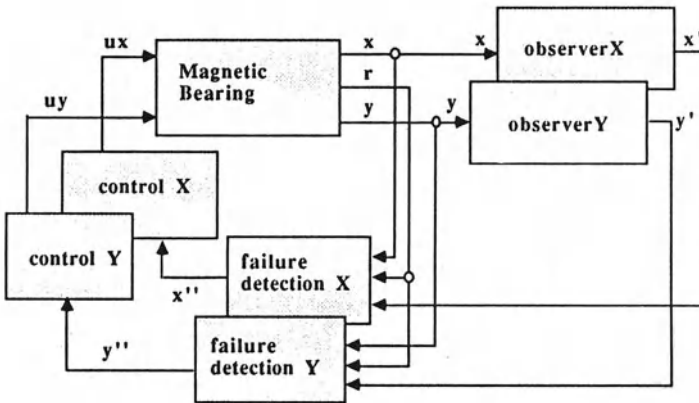 ux
x
x
observerX
x'
Magnetic
Bearing
r
uy
y
y
observerY
y'
control X
control Y
failure
detection X
x''
failure
detection Y
y''